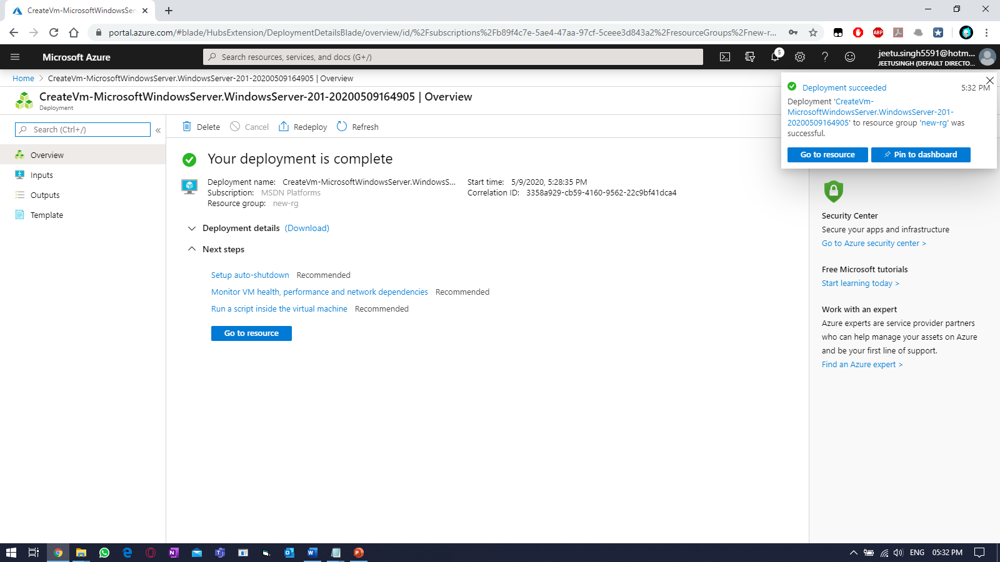 CreateVm-MicrosoftWindowsSer
portal.azure.com/#blade/HubsExtension/DeploymentDetailsBlade/overview/id/%2Fsubscriptions%2Fb89f4c7e-5ae4-47aa-97cf-5ceee3d843a2%2FresourceGroups%2Fnew-r...
ABP
Microsoft Azure
Search resources, services, and docs (G+/)
5
jeetu.singh5591@hotm...
JEETUSINGH (DEFAULT DIRECTO...
Home > CreateVm-MicrosoftWindowsServer.WindowsServer-201-20200509164905 | Overview
CreateVm-MicrosoftWindowsServer.WindowsServer-201-20200509164905 | Overview
Deployment
Search (Ctrl+/)
«
Overview
Inputs
Outputs
Template
Delete
Cancel
Redeploy
Refresh
Your deployment is complete
Deployment name: CreateVm-MicrosoftWindowsServer.WindowsS...
Subscription: MSDN Platforms
Resource group: new-rg
Start time: 5/9/2020, 5:28:35 PM
Correlation ID: 3358a929-cb59-4160-9562-22c9bf41dca4
Deployment details (Download)
Next steps
Setup auto-shutdown Recommended
Monitor VM health, performance and network dependencies Recommended
Run a script inside the virtual machine Recommended
Go to resource
Deployment succeeded 5:32 PM
Deployment 'CreateVm-
MicrosoftWindowsServer.WindowsServer-201-
20200509164905' to resource group 'new-rg' was
successful.
Go to resource
Pin to dashboard
Security Center
Secure your apps and infrastructure
Go to Azure security center >
Free Microsoft tutorials
Start learning today >
Work with an expert
Azure experts are service provider partners
who can help manage your assets on Azure
and be your first line of support.
Find an Azure expert >
ENG 05:32 PM